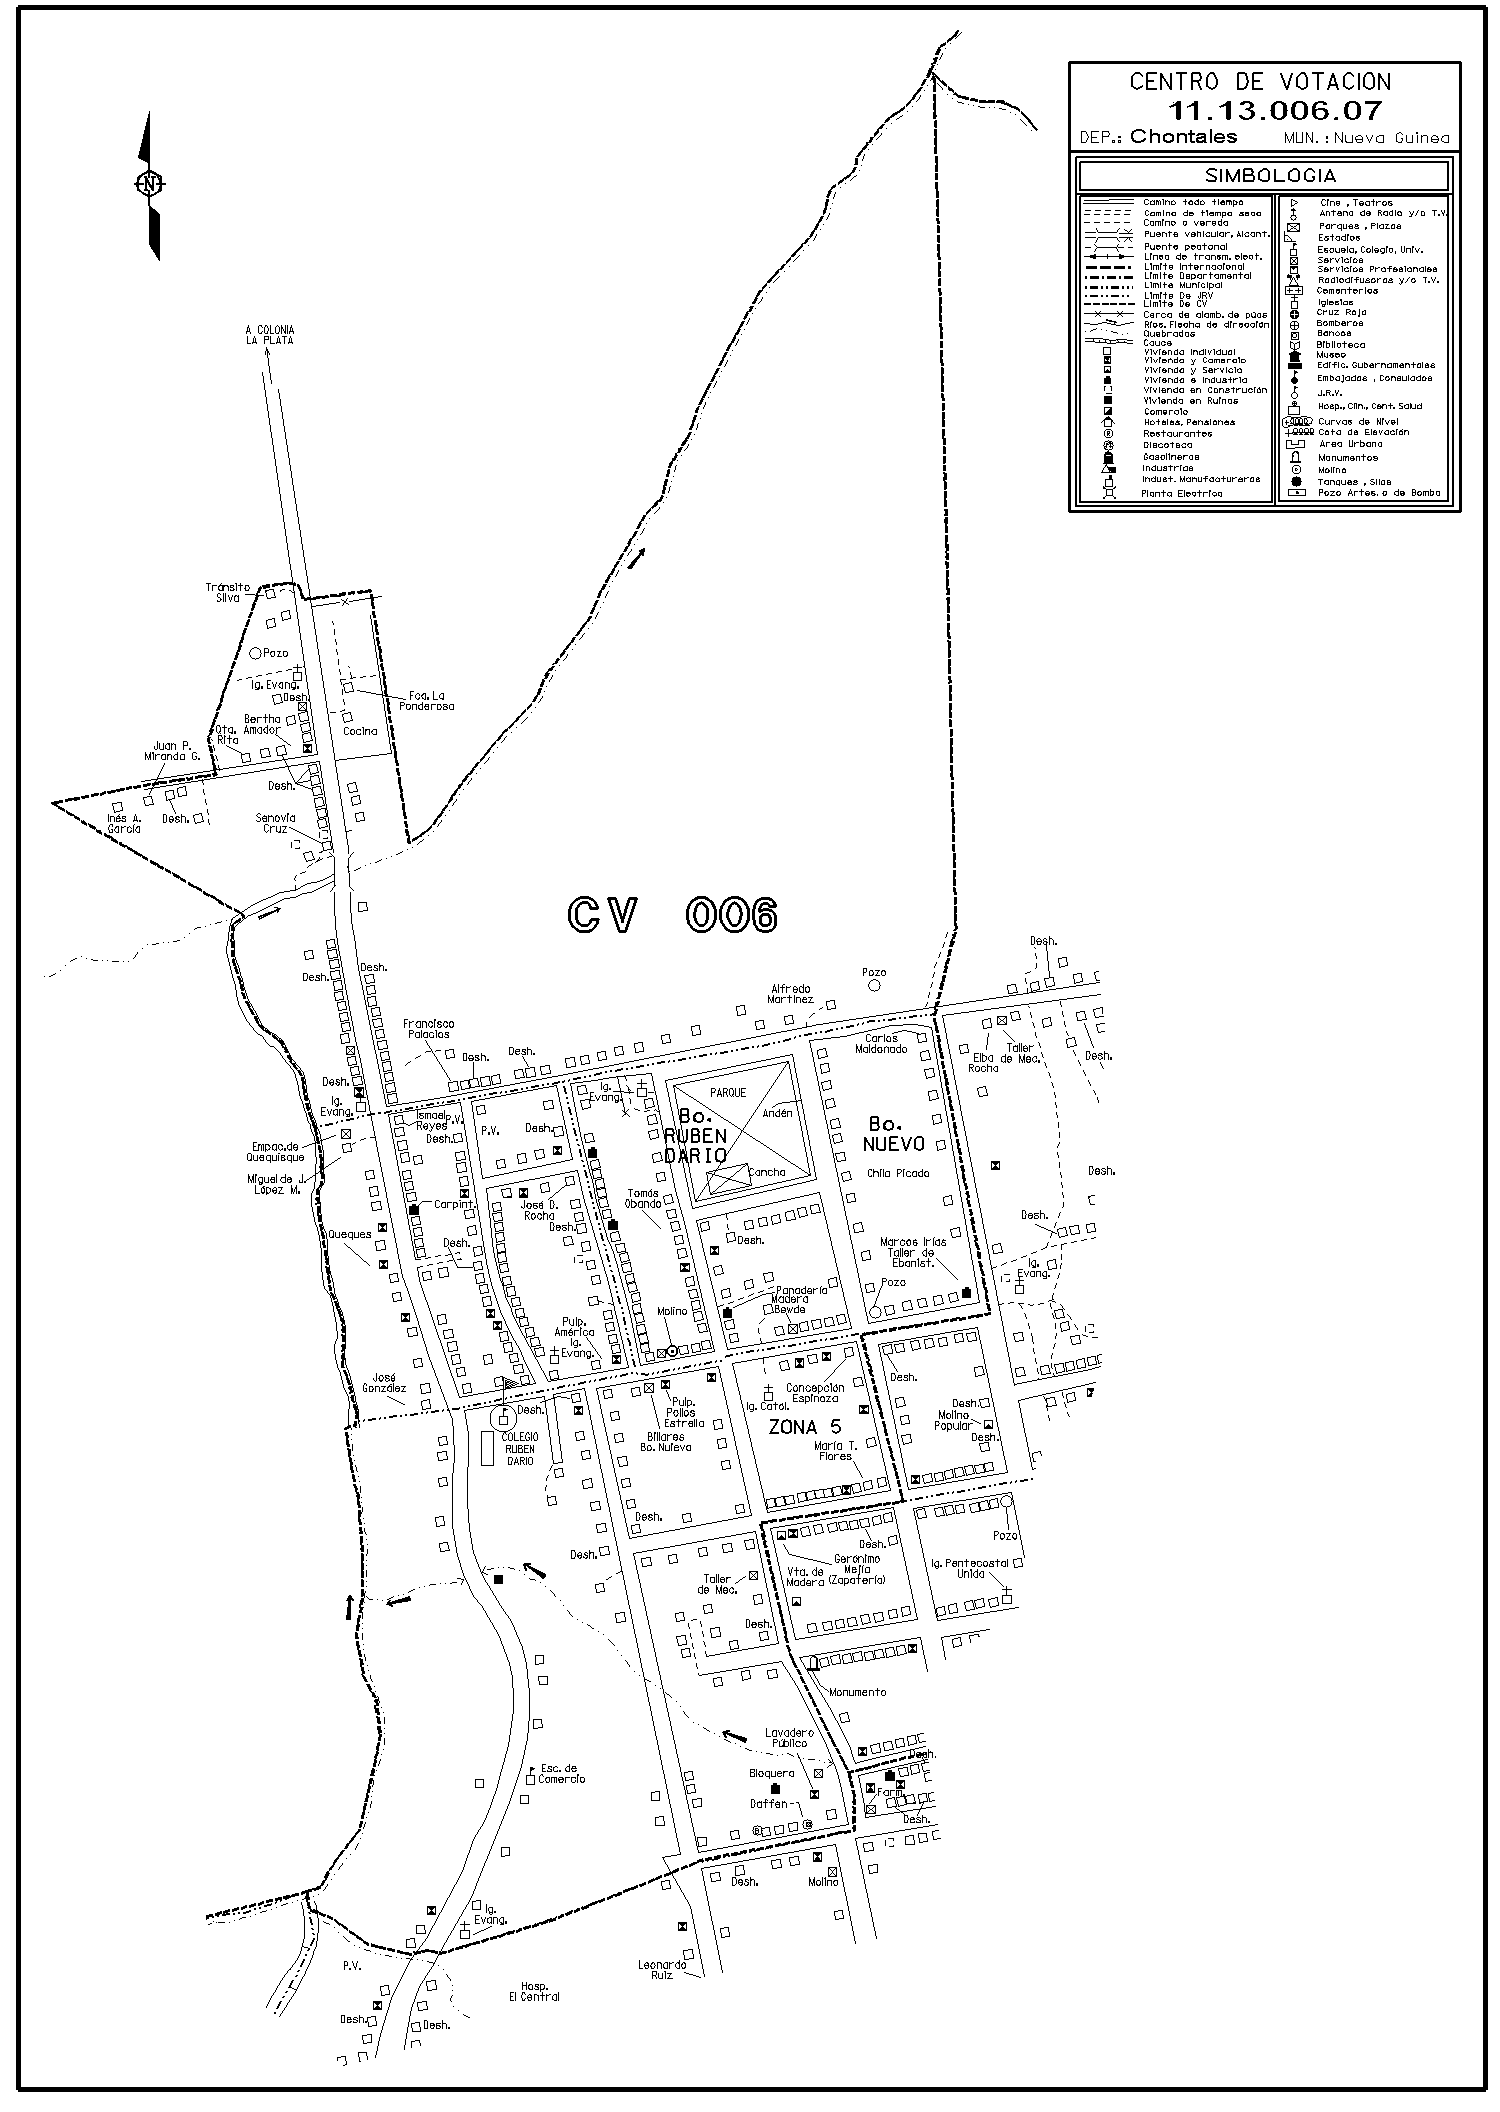 CENTRO DE VOTACION
11.13.006.07
DEP.: Chontales MUN.: Nueva Guinea
SIMBOLOGIA
Camino todo tiempo
Camino de tiempo seco
Camino o vereda
Puente vehicular, Alcant.
Puente peatonal
Linea de transm. elect.
Limite Internacional
Limite Departamental
Limite Municipal
Limite De JRV
Limite De CV
Cerca de alamb. de púas
Ríos. Flecha de dirección
Quebradas
Cauce
Vivienda Individual
Vivienda y Comercio
Vivienda y Servicio
Vivienda e Industria
Vivienda en Construción
Vivienda en Ruinas
Comercio
Hoteles, Pensiones
Restaurantes
Discoteca
Gasolineras
Industrias
Indust. Manufactureras
Planta Electrica
Cine , Teatros
Antena de Radio y/o T.V.
Parques , Plazas
Estadios
Escuela, Colegio, Univ.
Servicios
Servicios Profesionales
Radiodifusoras y/o T.V.
Cementerios
Iglesias
Cruz Roja
Bomberos
Bancos
Biblioteca
Museo
Edific. Gubernamentales
Embajadas , Consulados
J.R.V.
Hosp., Clin., Cent. Salud
Curvas de Nivel
Cota de Elevación
Area Urbana
Monumentos
Molino
Tanques , Silos
Pozo Artes. o de Bomba
N
A COLONIA
LA PLATA
Tránsito
Silva
Pozo
Ig. Evang.
Desh.
Fca. La
Ponderosa
Bertha
Amador
Qta.
Rita
Cocina
Juan P.
Miranda G.
Desh.
Inés A.
García
Desh.
Senovia
Cruz
CV 006
Desh.
Desh.
Desh.
Pozo
Alfredo
Martínez
Francisco
Palacios
Desh.
Desh.
Carlos
Maldonado
Elba
Rocha
Taller
de Mec.
Desh.
Desh.
Ig.
Evang.
Ig.
Evang.
PARQUE
Andén
Ismael
Reyes
P.V.
P.V.
Desh.
Desh.
Bo.
RUBEN
DARIO
Bo.
NUEVO
Empac. de
Quequisque
Miguel de J.
López M.
Cancha
Chila Picado
Desh.
Carpint.
José D.
Rocha
Tomás
Obando
Desh.
Desh.
Queques
Desh.
Desh.
Marcos Irías
Taller de
Ebanist.
Ig.
Evang.
Pozo
Panadería
Madera
Beyde
Molino
Pulp.
América
Ig.
Evang.
José
González
Desh.
Concepción
Espinoza
Desh.
Pulp.
Pollos
Estrella
Ig. Catól.
Billares
Bo. Nuevo
ZONA 5
Molino
Popular
Desh.
Desh.
COLEGIO
RUBEN
DARIO
María T.
Flores
Desh.
Desh.
Desh.
Pozo
Gerónimo
Mejía
(Zapatería)
Vta. de
Madera
Ig. Pentecostal
Unida
Taller
de Mec.
Desh.
Monumento
Lavadero
Público
Desh.
Esc. de
Comercio
Bloquera
Daffen
Farm.
Desh.
Desh.
Molino
Ig.
Evang.
P.V.
Leonardo
Ruiz
Hosp.
El Central
Desh.
Desh.